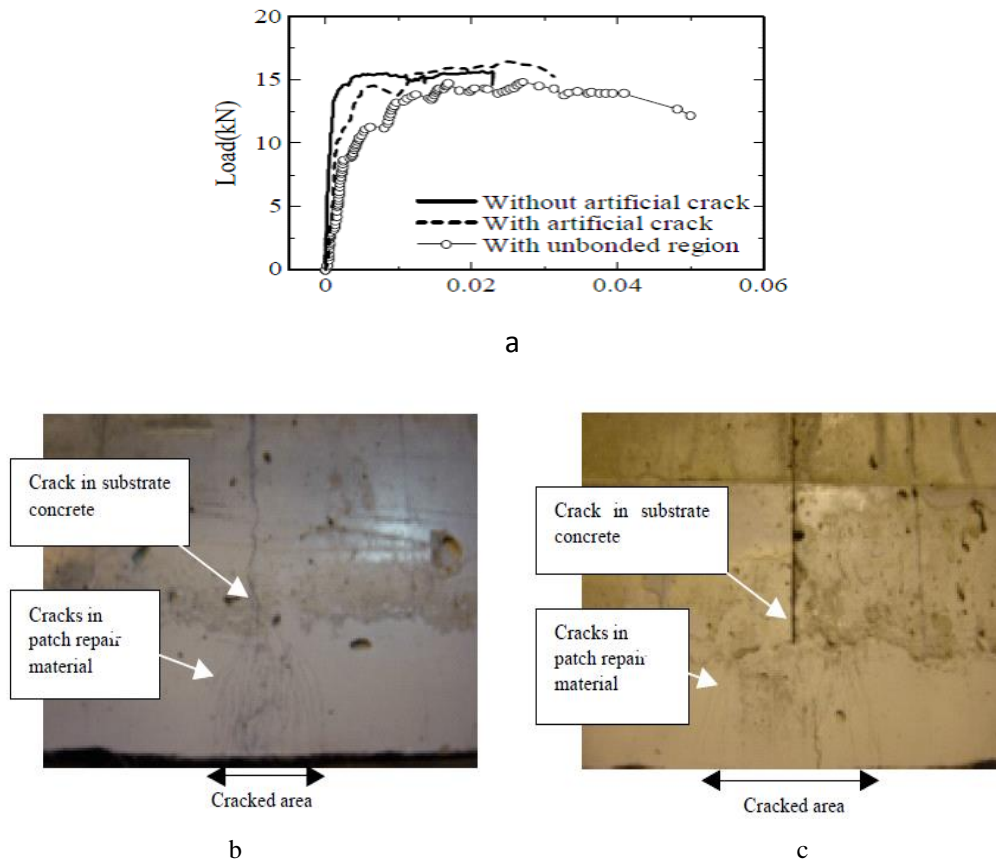 20
15
10
5
0
Load(kN)
Without artificial crack
With artificial crack
With unbonded region
0 0.02 0.04 0.06
a
Crack in substrate
concrete
Cracks in
patch repair
material
Cracked area
b
Crack in substrate
concrete
Cracks in
patch repair
material
Cracked area
c